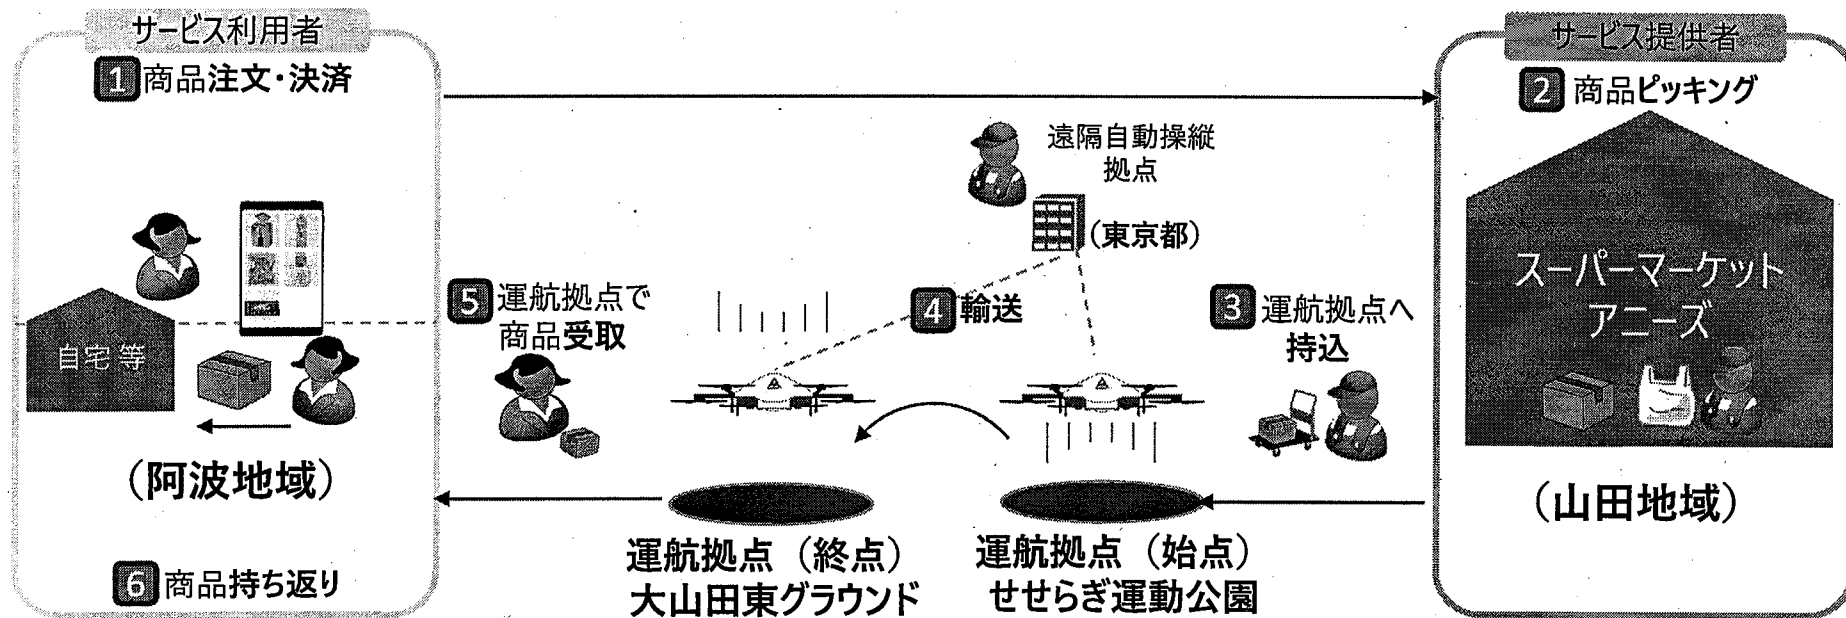 サービス利用者
1 商品注文・決済
自宅等
(阿波地域)
6 商品持ち返り
5 運航拠点で
商品受取
遠隔自動操縦
拠点
(東京都)
4 輸送
3 運航拠点へ
持込
運航拠点(終点)
大山田東グラウンド
運航拠点(始点)
せせらぎ運動公園
サービス提供者
2 商品ピッキング
スーパーマーケット
アニーズ
(山田地域)